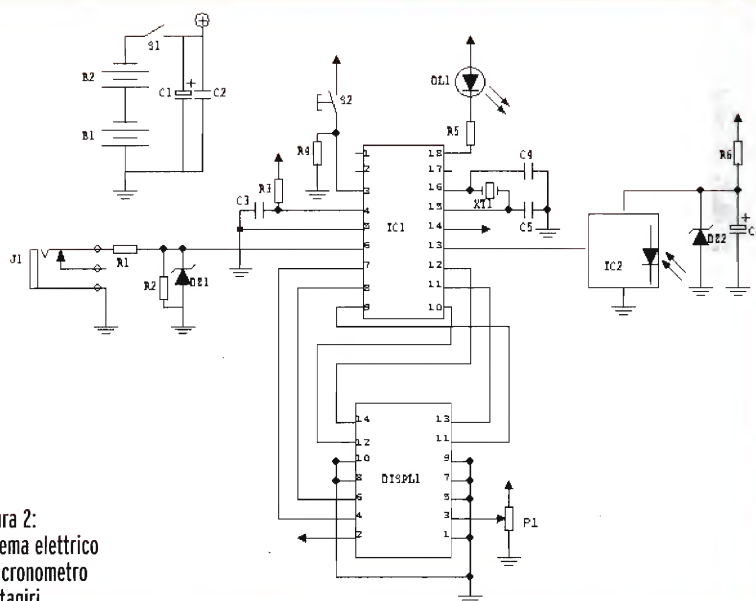 S1
B2
C1
+
C2
B1
S2
DL1
R4
R5
R3
C3
1
2
3
4
5
6
7
8
9
18
17
16
15
14
13
12
11
10
IC1
C4
XT1
C5
R6
+
C
DZ2
IC2
J1
R1
R2
DZ1
14
12
10
8
6
4
2
13
11
9
7
5
3
1
DISPL1
P1
ura 2:
ema elettrico
cronometro
tagiri